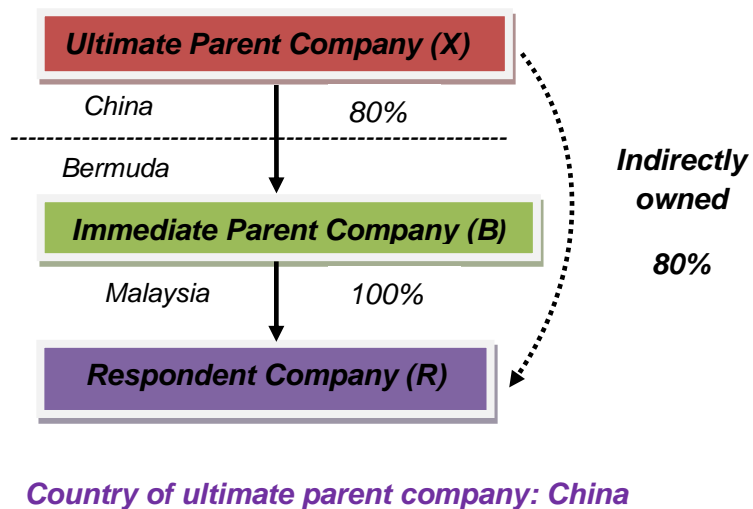 Ultimate Parent Company (X)
China 80%
Bermuda
Indirectly
owned
80%
Immediate Parent Company (B)
Malaysia 100%
Respondent Company (R)
Country of ultimate parent company: China